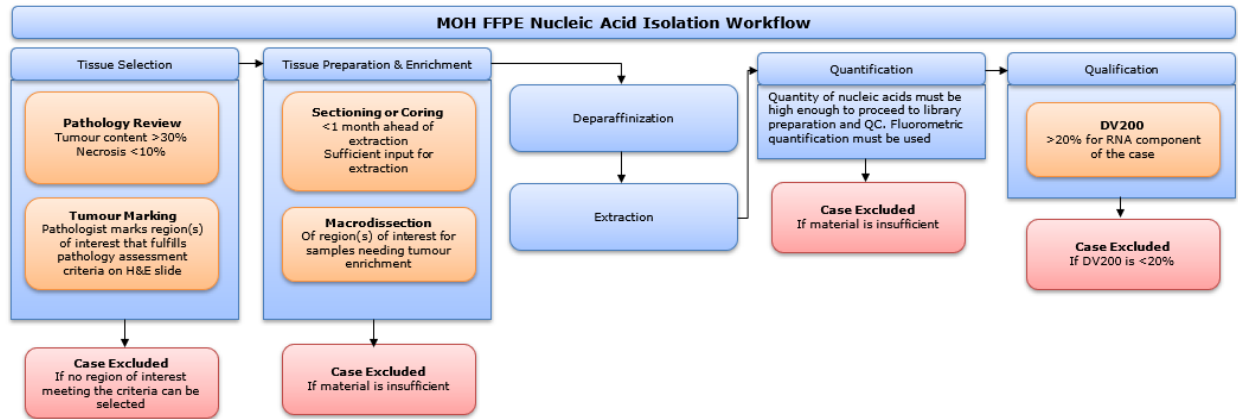 MOH FFPE Nucleic Acid Isolation Workflow
Tissue Selection
Pathology Review
Tumour content >30%
Necrosis <10%
Tumour Marking
Pathologist marks region(s)
of interest that fulfills
pathology assessment
criteria on H&E slide
Case Excluded
If no region of interest
meeting the criteria can be
selected
Tissue Preparation & Enrichment
Sectioning or Coring
<1 month ahead of
extraction
Sufficient input for
extraction
Macrodissection
Of region(s) of interest for
samples needing tumour
enrichment
Case Excluded
If material is insufficient
Deparaffinization
Extraction
Quantification
Quantity of nucleic acids must be
high enough to proceed to library
preparation and QC. Fluorometric
quantification must be used
Case Excluded
If material is insufficient
Qualification
DV200
>20% for RNA component
of the case
Case Excluded
If DV200 is <20%